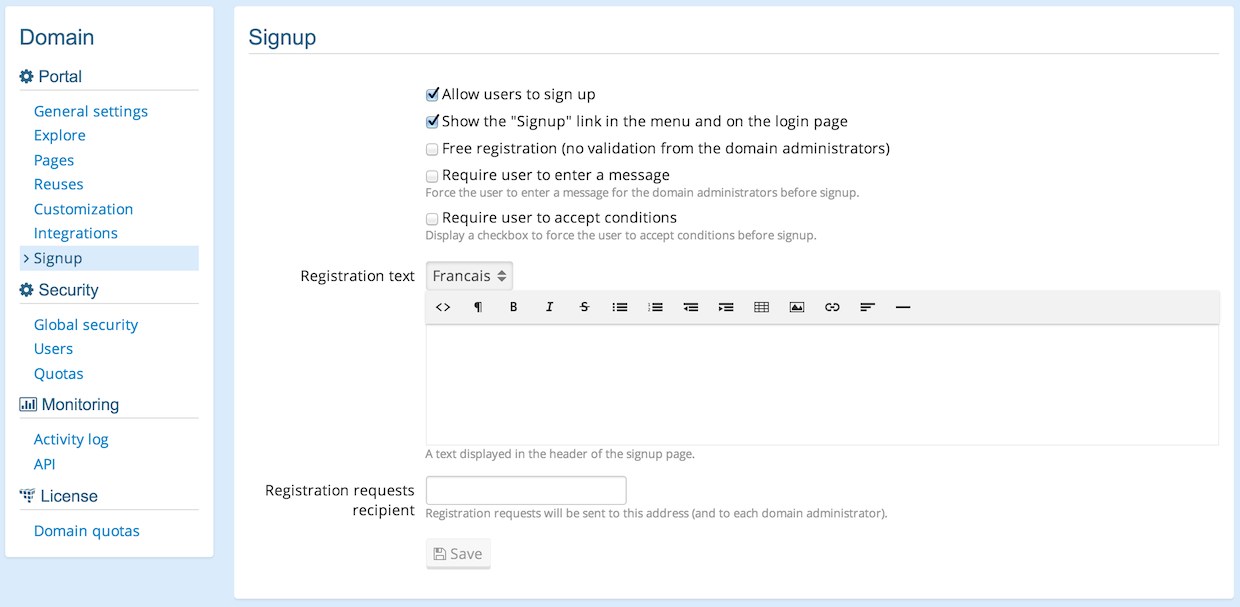 Domain
Portal
General settings
Explore
Pages
Reuses
Customization
Integrations
> Signup
Security
Global security
Users
Quotas
Monitoring
Activity log
API
License
Domain quotas
Signup
Allow users to sign up
Show the "Signup" link in the menu and on the login page
Free registration (no validation from the domain administrators)
Require user to enter a message
Force the user to enter a message for the domain administrators before signup.
Require user to accept conditions
Display a checkbox to force the user to accept conditions before signup.
Registration text Francais
<> ¶ B I S
A text displayed in the header of the signup page.
Registration requests
recipient
Registration requests will be sent to this address (and to each domain administrator).
Save